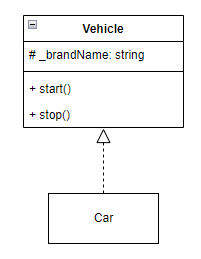 Vehicle
# _brandName: string
+ start()
+ stop()
Car